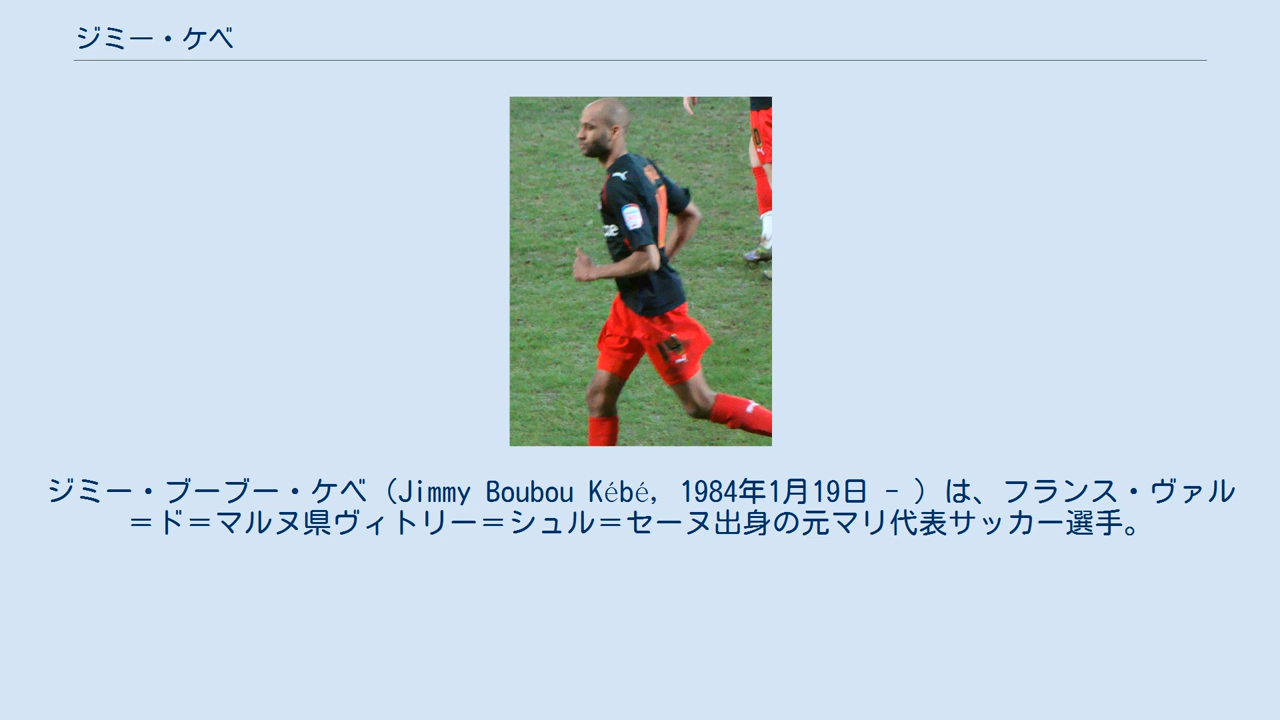 ジミー・ケベ
ジミー・ブーブー・ケベ（Jimmy Boubou Kébé, 1984年1月19日 - ）は、フランス・ヴァル
＝ド＝マルヌ県ヴィトリー＝シュル＝セーヌ出身の元マリ代表サッカー選手。